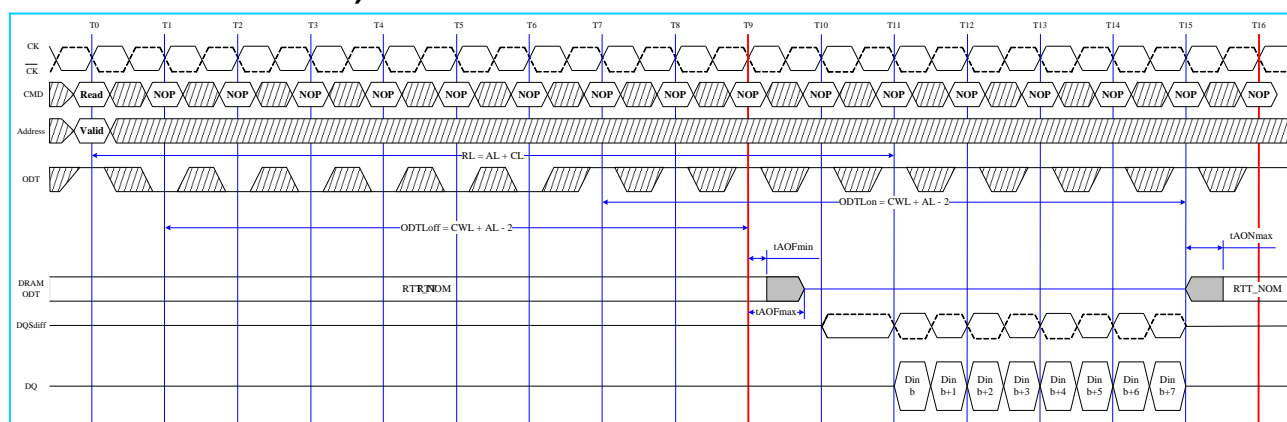 )
T0 T1 T2 T3 T4 T5 T6 T7 T8 T9 T10 T11 T12 T13 T14 T15 T16
CK
CK
CMD Read NOP NOP NOP NOP NOP NOP NOP NOP NOP NOP NOP NOP NOP NOP NOP NOP
Address Valid
RL = AL + CL
ODT
ODTLon = CWL + AL - 2
ODTLoff = CWL + AL - 2
tAOFmin tAONmax
DRAM
ODT
RTT_NOM RTT_NOM
tAOFmax
DQSdiff
DQ
Din b Din b+1 Din b+2 Din b+3 Din b+4 Din b+5 Din b+6 Din b+7